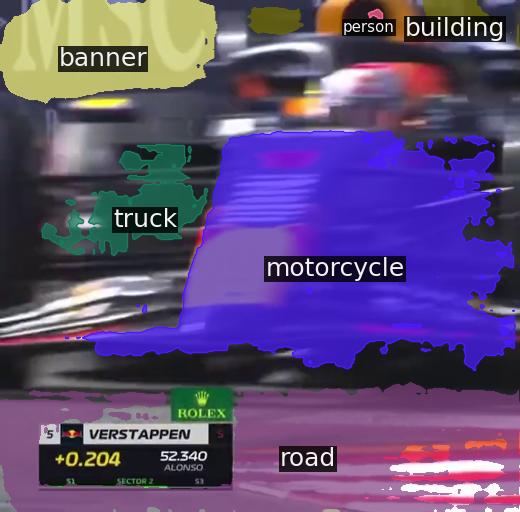 MSC
banner
person
building
truck
motorcycle
ROLEX
5 VERSTAPPEN 5
+0.204 52.340
ALONSO
S1 SECTOR 2 S3
road